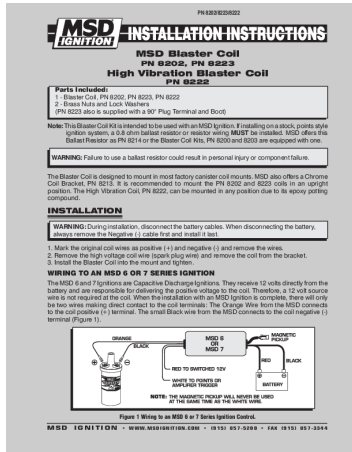 PN 8202/8223/8222
MSD
IGNITION
INSTALLATION INSTRUCTIONS
MSD Blaster Coil
PN 8202, PN 8223
High Vibration Blaster Coil
PN 8222
Parts Included:
1 - Blaster Coil, PN 8202, PN 8223, PN 8222
2 - Brass Nuts and Lock Washers
(PN 8223 also is supplied with a 90° Plug Terminal and Boot)
Note: This Blaster Coil Kit is intended to be used with an MSD Ignition. If installing on a stock, points style
ignition system, a 0.8 ohm ballast resistor or resistor wiring MUST be installed. MSD offers this
Ballast Resistor as PN 8214 or the Blaster Coil Kits, PN 8200 and 8203 are equipped with one.
WARNING: Failure to use a ballast resistor could result in personal injury or component failure.
The Blaster Coil is designed to mount in most factory canister coil mounts. MSD also offers a Chrome
Coil Bracket, PN 8213. It is recommended to mount the PN 8202 and 8223 coils in an upright
position. The High Vibration Coil, PN 8222, can be mounted in any position due to its epoxy potting
compound.
INSTALLATION
WARNING: During installation, disconnect the battery cables. When disconnecting the battery,
always remove the Negative (-) cable first and install it last.
1. Mark the original coil wires as positive (+) and negative (-) and remove the wires.
2. Remove the high voltage coil wire (spark plug wire) and remove the coil from the bracket.
3. Install the Blaster Coil into the mount and tighten.
WIRING TO AN MSD 6 OR 7 SERIES IGNITION
The MSD 6 and 7 Ignitions are Capacitive Discharge Ignitions. They receive 12 volts directly from the
battery and are responsible for delivering the positive voltage to the coil. Therefore, a 12 volt source
wire is not required at the coil. When the installation with an MSD Ignition is complete, there will only
be two wires making direct contact to the coil terminals: The Orange Wire from the MSD connects
to the coil positive (+) terminal. The small Black wire from the MSD connects to the coil negative (-)
terminal (Figure 1).
ORANGE
BLACK
MSD 6
OR
MSD 7
MAGNETIC
PICKUP
RED
BLACK
RED TO SWITCHED 12V
WHITE TO POINTS OR
AMPLIFIER TRIGGER
BATTERY
NOTE: THE MAGNETIC PICKUP WILL NEVER BE USED
AT THE SAME TIME AS THE WHITE WIRE.
Figure 1 Wiring to an MSD 6 or 7 Series Ignition Control.
MSD IGNITION • WWW.MSDIGNITION.COM • (915) 857-5200 • FAX (915) 857-3344